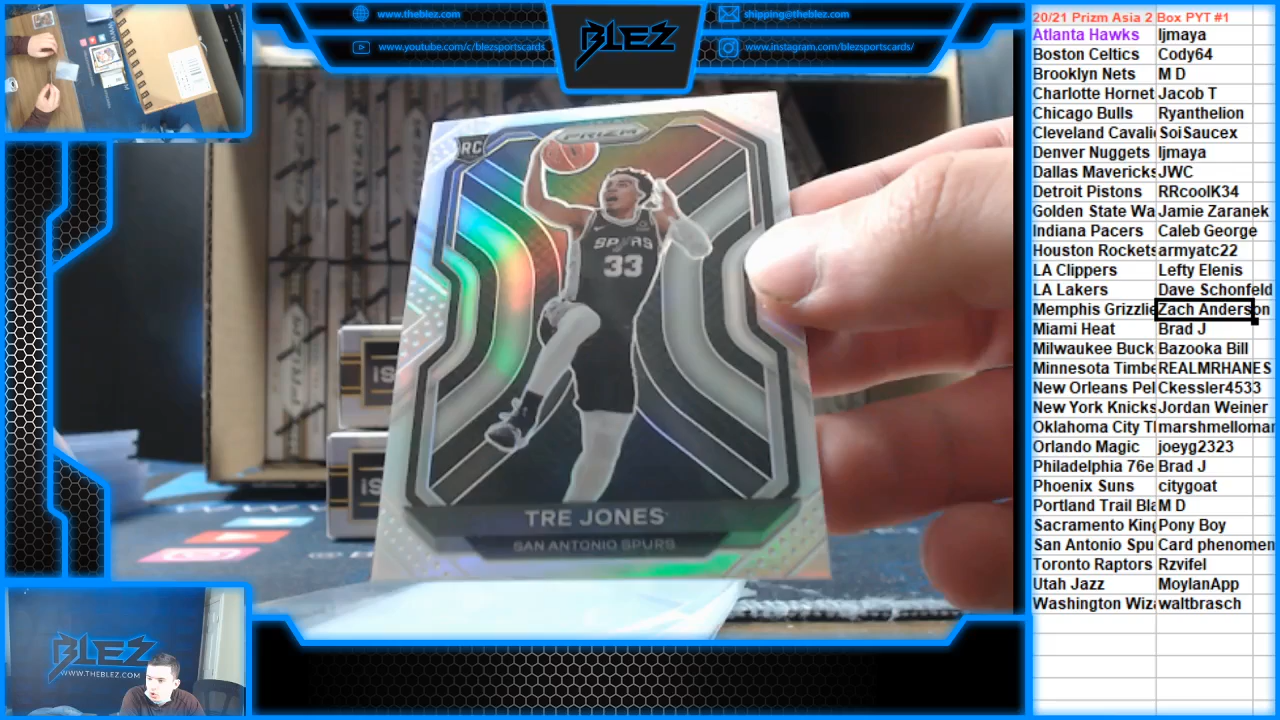 www.theblez.com
shipping@theblez.com
www.youtube.com/c/blezsportscards
www.instagram.com/blezsportscards/
BLEZ
RC
PRIZM
SPURS
33
TRE JONES
SAN ANTONIO SPURS
iS
iS
BLEZ
WWW.THEBLEZ.COM
20/21 Prizm Asia 2 Box PYT #1
Atlanta Hawks ljmaya
Boston Celtics Cody64
Brooklyn Nets M D
Charlotte Hornet Jacob T
Chicago Bulls Ryanthelion
Cleveland Cavali SoiSaucex
Denver Nuggets ljmaya
Dallas Mavericks JWC
Detroit Pistons RRcoolK34
Golden State Wa Jamie Zaranek
Indiana Pacers Caleb George
Houston Rockets armyatc22
LA Clippers Lefty Elenis
LA Lakers Dave Schonfeld
Memphis Grizzlie Zach Anderson
Miami Heat Brad J
Milwaukee Buck Bazooka Bill
Minnesota Timbe REALMRHANES
New Orleans Pel Ckessler4533
New York Knicks Jordan Weiner
Oklahoma City T marshmelloman
Orlando Magic joeyg2323
Philadelphia 76e Brad J
Phoenix Suns citygoat
Portland Trail Bla M D
Sacramento King Pony Boy
San Antonio Spu Card phenomen
Toronto Raptors Rzvifel
Utah Jazz MoylanApp
Washington Wiza waltbrasch